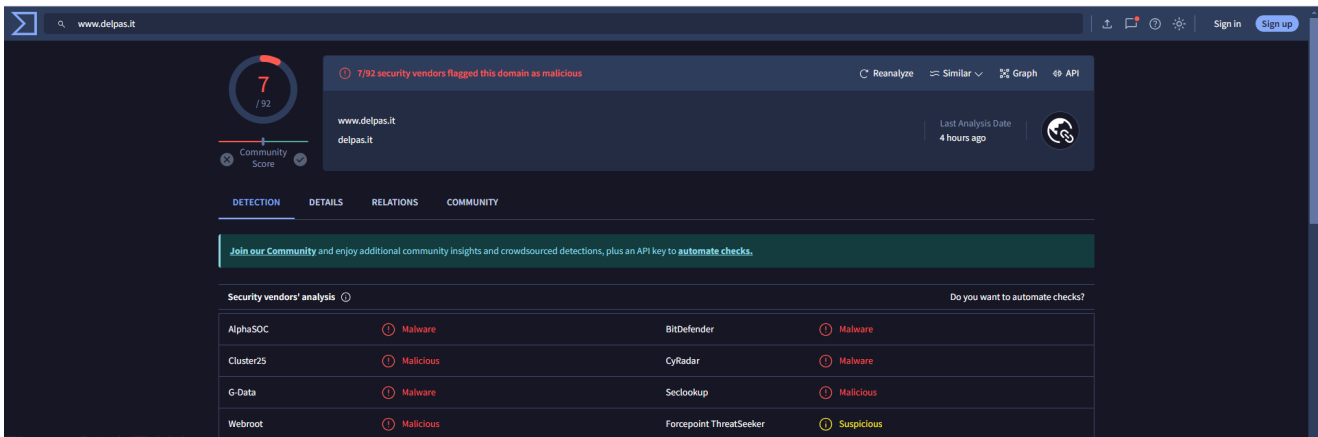 www.delpas.it
Sign in
Sign up
7
/ 92
Community
Score
7/92 security vendors flagged this domain as malicious
Reanalyze
Similar
Graph
API
www.delpas.it
delpas.it
Last Analysis Date
4 hours ago
DETECTION DETAILS RELATIONS COMMUNITY
Join our Community and enjoy additional community insights and crowdsourced detections, plus an API key to automate checks.
Security vendors' analysis Do you want to automate checks?
AlphaSOC Malware BitDefender Malware
Cluster25 Malicious CyRadar Malware
G-Data Malware Seclookup Malicious
Webroot Malicious Forcepoint ThreatSeeker Suspicious